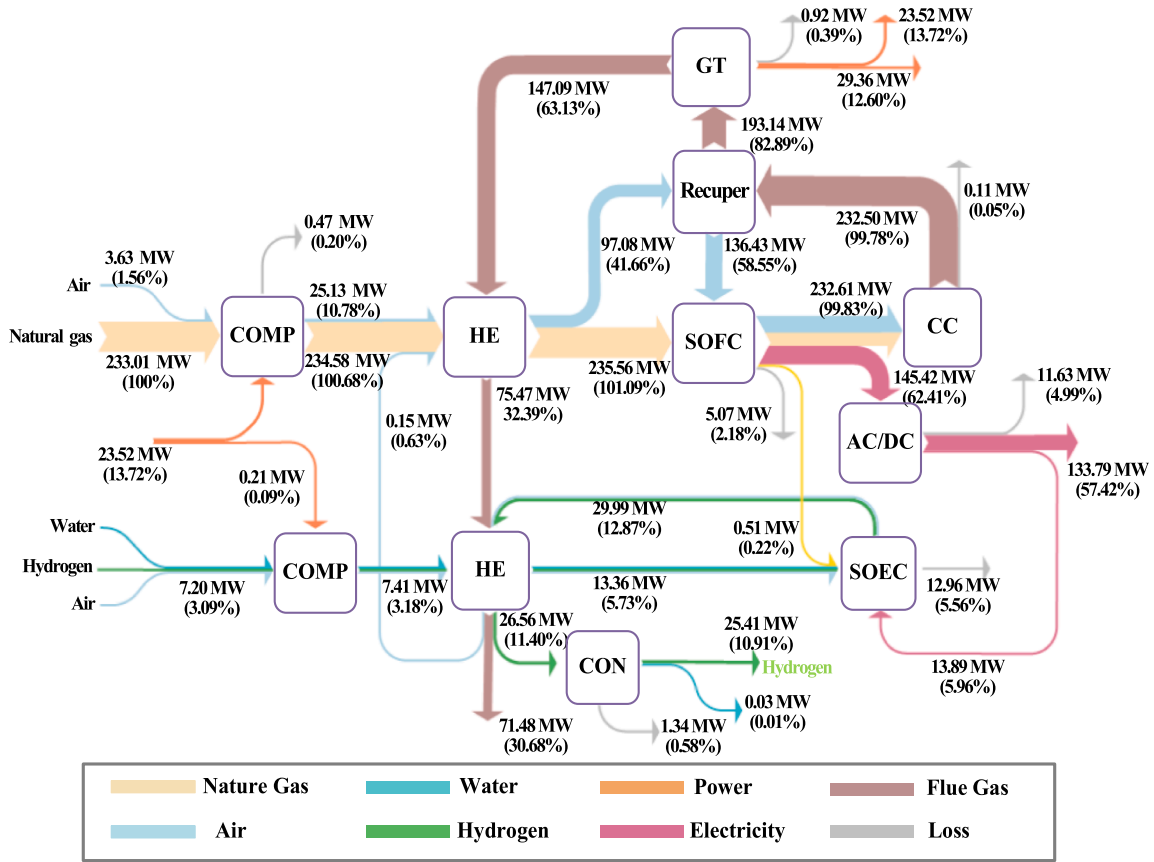 0.92 MW
(0.39%)
23.52 MW
(13.72%)
GT
29.36 MW
(12.60%)
147.09 MW
(63.13%)
193.14 MW
(82.89%)
Recuper
0.11 MW
(0.05%)
0.47 MW
(0.20%)
232.50 MW
(99.78%)
97.08 MW
(41.66%)
136.43 MW
(58.55%)
3.63 MW
(1.56%)
Air
25.13 MW
(10.78%)
232.61 MW
(99.83%)
Natural gas
COMP
HE
SOFC
CC
233.01 MW
(100%)
234.58 MW
(100.68%)
235.56 MW
(101.09%)
145.42 MW
(62.41%)
11.63 MW
(4.99%)
75.47 MW
32.39%)
0.15 MW
(0.63%)
5.07 MW
(2.18%)
AC/DC
23.52 MW
(13.72%)
0.21 MW
(0.09%)
133.79 MW
(57.42%)
29.99 MW
(12.87%)
0.51 MW
(0.22%)
Water
Hydrogen
Air
COMP
HE
SOEC
7.20 MW
(3.09%)
7.41 MW
(3.18%)
13.36 MW
(5.73%)
12.96 MW
(5.56%)
26.56 MW
(11.40%)
25.41 MW
(10.91%)
CON
Hydrogen
13.89 MW
(5.96%)
0.03 MW
(0.01%)
71.48 MW
(30.68%)
1.34 MW
(0.58%)
Nature Gas
Water
Power
Flue Gas
Air
Hydrogen
Electricity
Loss